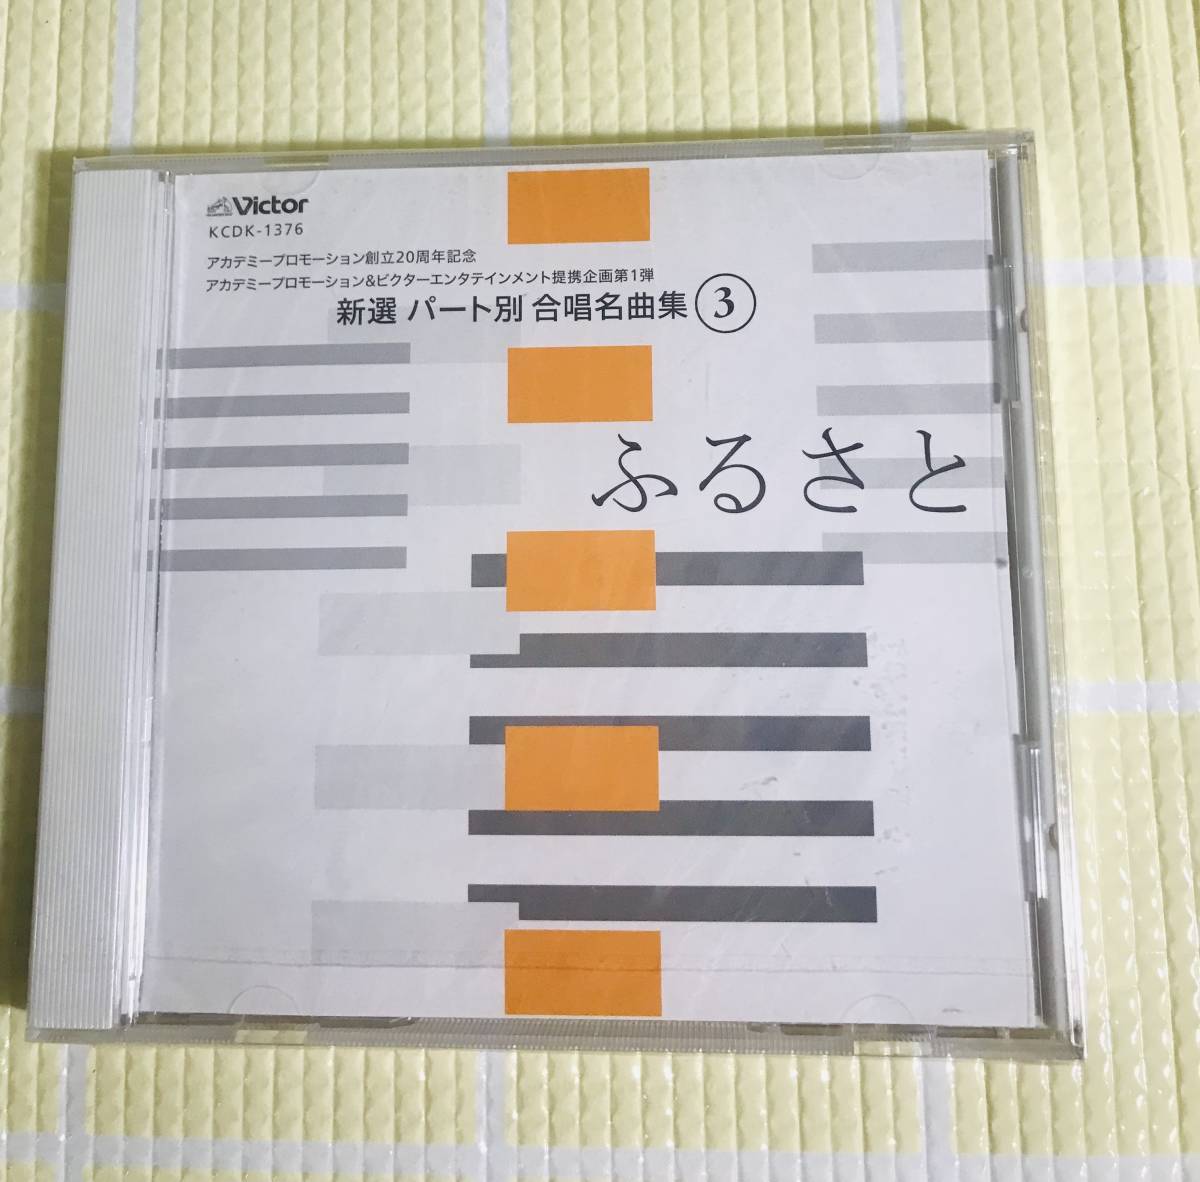 Victor
KCDK-1376
アカデミープロモーション創立20周年記念
アカデミープロモーション&ビクターエンタテインメント提携企画第1弾
新選 パート別 合唱名曲集③
ふるさと